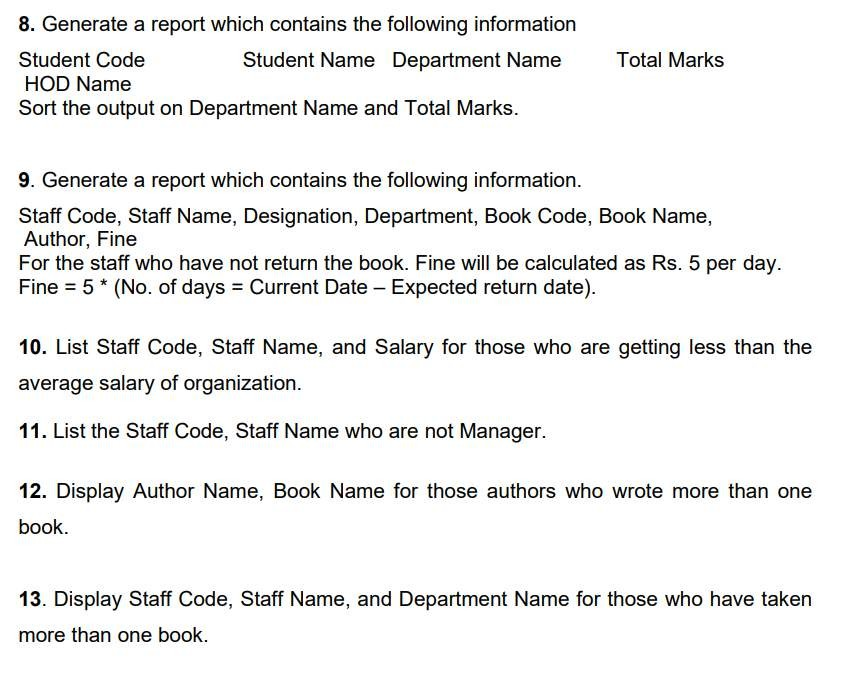 8. Generate a report which contains the following information
Student Code Student Name Department Name Total Marks
HOD Name
Sort the output on Department Name and Total Marks.
9. Generate a report which contains the following information.
Staff Code, Staff Name, Designation, Department, Book Code, Book Name,
Author, Fine
For the staff who have not return the book. Fine will be calculated as Rs. 5 per day.
Fine = 5 * (No. of days = Current Date – Expected return date).
10. List Staff Code, Staff Name, and Salary for those who are getting less than the
average salary of organization.
11. List the Staff Code, Staff Name who are not Manager.
12. Display Author Name, Book Name for those authors who wrote more than one
book.
13. Display Staff Code, Staff Name, and Department Name for those who have taken
more than one book.